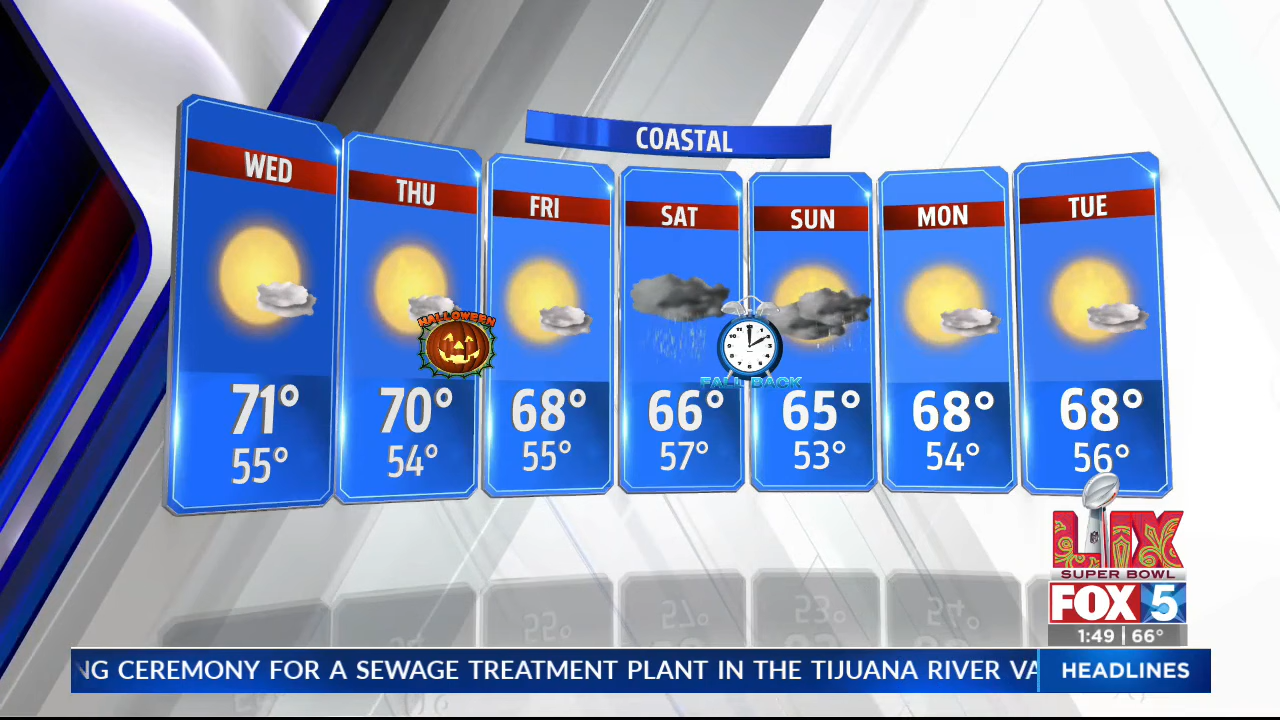 COASTAL
WED
THU
FRI
SAT
SUN
MON
TUE
HALLOWEEN
FALL BACK
71°
70°
68°
66°
65°
68°
68°
55°
54°
55°
57°
53°
54°
56°
LIX
SUPER BOWL
FOX 5
1:49 | 66°
NG CEREMONY FOR A SEWAGE TREATMENT PLANT IN THE TIJUANA RIVER VA
HEADLINES